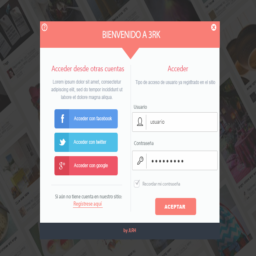 BIENVENIDO A 3RK
Acceder desde otras cuentas
Lorem ipsum dolor sit amet, consectetur
adipiscing elit, sed do tempor incididunt ut
labore et dolore magna aliqua.
Acceder con facebook
Acceder con twitter
Acceder con google
Si aún no tiene cuenta en nuestro sitio:
Regístrese aquí
Acceder
Tipo de acceso de usuario ya
en el sitio
Usuario
usuario
Contraseña
Recordar mi contraseña
ACEPTAR
by 3RK